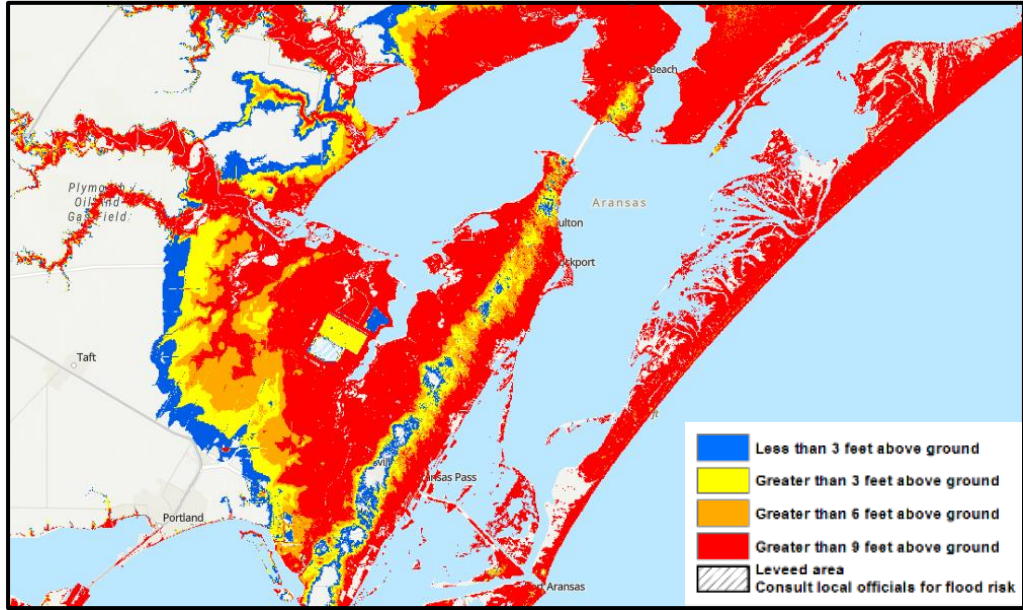 Beach
Plymouth
Oil and
Gas Field
Aransas
ulton
ckport
Taft
ansas Pass
Portland
Aransas
Less than 3 feet above ground
Greater than 3 feet above ground
Greater than 6 feet above ground
Greater than 9 feet above ground
Leveed area
Consult local officials for flood risk